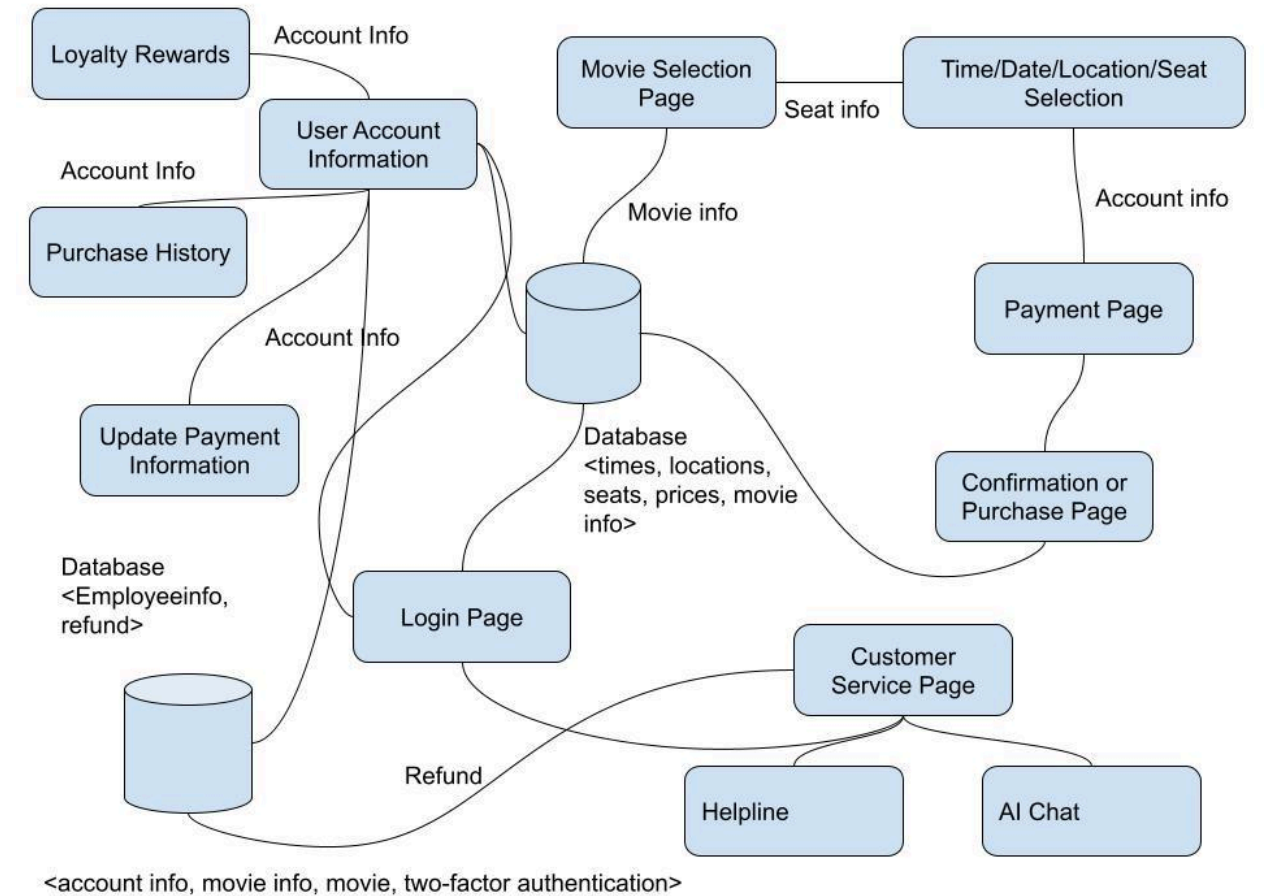 Loyalty Rewards
Account Info
User Account
Information
Account Info
Purchase History
Account Info
Update Payment
Information
Movie Selection
Page
Seat info
Time/Date/Location/Seat
Selection
Movie info
Account info
Payment Page
Confirmation or
Purchase Page
Database
<times, locations,
seats, prices, movie
info>
Database
<Employeeinfo,
refund>
Login Page
Customer
Service Page
Refund
Helpline
AI Chat
<account info, movie info, movie, two-factor authentication>